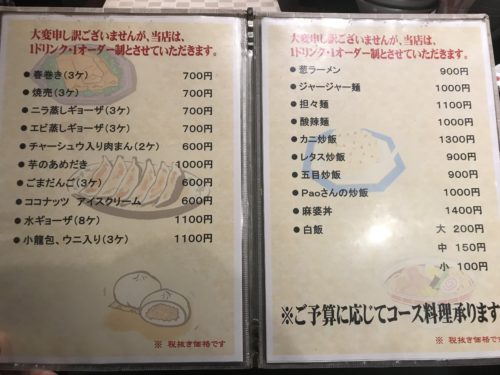 大変申し訳ございませんが、当店は、
1ドリンク・1オーダー制とさせていただきます。
●春巻き(3ケ) 700円
●焼売(3ケ) 700円
●ニラ蒸しギョーザ(3ケ) 700円
●エビ蒸しギョーザ(3ケ) 700円
●チャーシュウ入り肉まん(2ケ) 600円
●芋のあめだき 1000円
●ごまだんご(3ケ) 600円
●ココナッツ アイスクリーム 600円
●水ギョーザ(8ケ) 1100円
●小龍包、ウニ入り(3ケ) 1100円
※ 税抜き価格です
大変申し訳ございませんが、当店は、
1ドリンク・1オーダー制とさせていただきます。
●葱ラーメン 900円
●ジャージャー麺 1000円
●担々麺 1100円
●酸辣麺 1000円
●カニ炒飯 1300円
●レタス炒飯 900円
●五目炒飯 900円
●Paoさんの炒飯 1000円
●麻婆丼 1400円
●白飯 大 200円
中 150円
小 100円
※ご予算に応じてコース料理承ります
※ 税抜き価格です